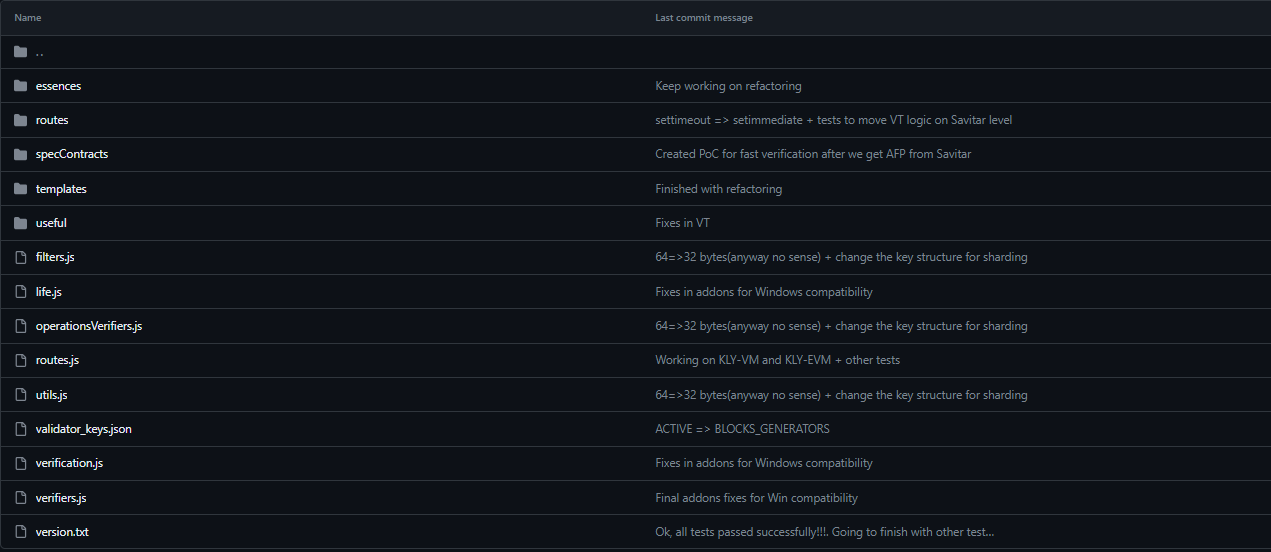 Name Last commit message
..
essences Keep working on refactoring
routes settimeout => setimmediate + tests to move VT logic on Savitar level
specContracts Created PoC for fast verification after we get AFP from Savitar
templates Finished with refactoring
useful Fixes in VT
filters.js 64=>32 bytes(anyway no sense) + change the key structure for sharding
life.js Fixes in addons for Windows compatibility
operationsVerifiers.js 64=>32 bytes(anyway no sense) + change the key structure for sharding
routes.js Working on KLY-VM and KLY-EVM + other tests
utils.js 64=>32 bytes(anyway no sense) + change the key structure for sharding
validator_keys.json ACTIVE => BLOCKS_GENERATORS
verification.js Fixes in addons for Windows compatibility
verifiers.js Final addons fixes for Win compatibility
version.txt Ok, all tests passed successfully!!!. Going to finish with other test...